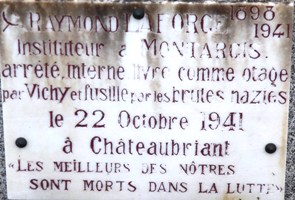 RAYMOND LAFORGE 1898
1941
Instituteur à MONTARGIS
arrêté, interné livré comme otage
par Vichy et fusillé par les brutes nazies
le 22 Octobre 1941
à Châteaubriant
«LES MEILLEURS DES NÔTRES
SONT MORTS DANS LA LUTTE»